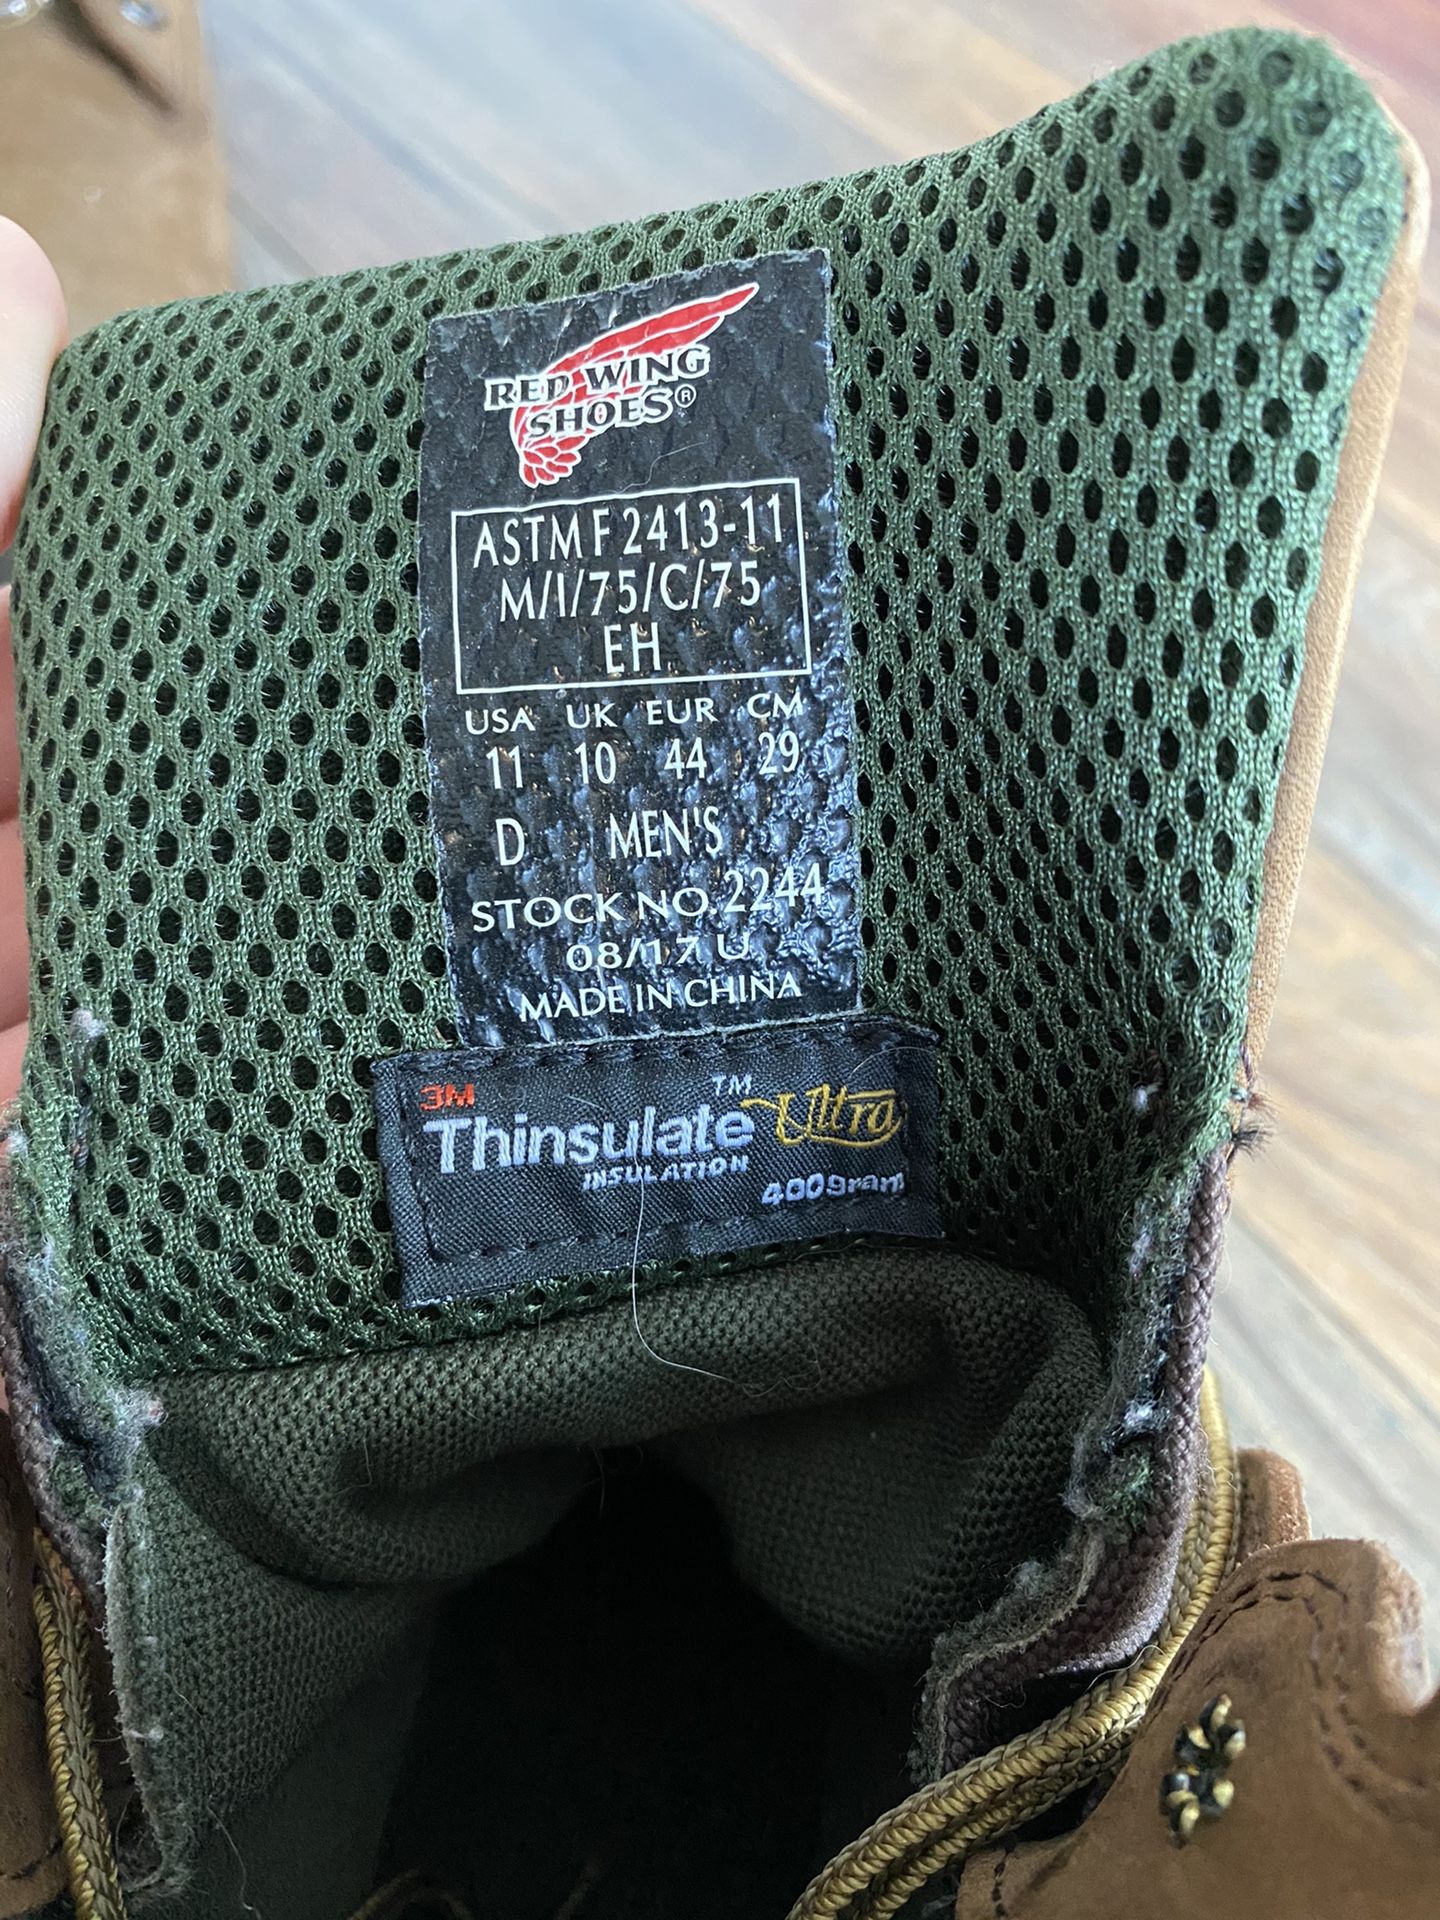 RED WING
SHOES®
ASTM F 2413-11
M/I/75/C/75
EH
USA UK EUR CM
11 10 44 29
D MEN'S
STOCK NO. 2244
08/17 U
MADE IN CHINA
3M
Thinsulate™ Ultra
INSULATION
400gram